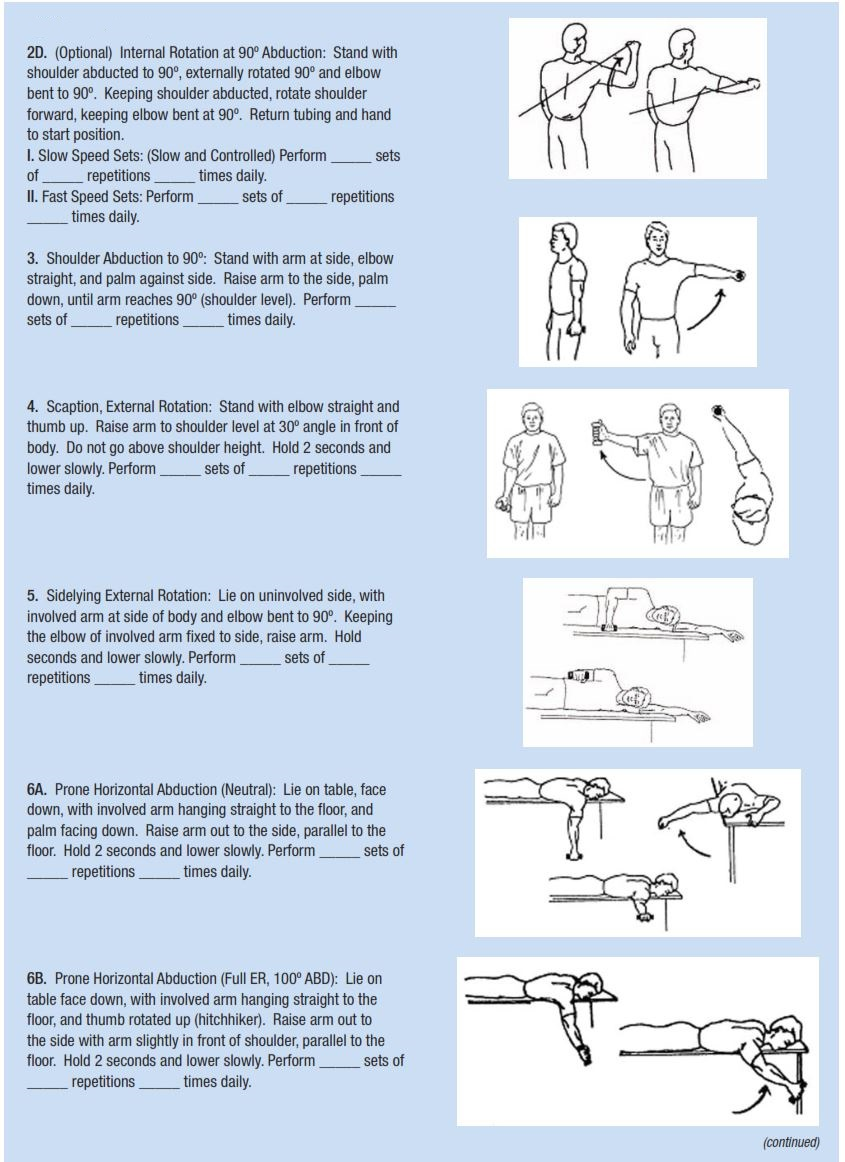 2D. (Optional) Internal Rotation at 90º Abduction: Stand with
shoulder abducted to 90º, externally rotated 90º and elbow
bent to 90º. Keeping shoulder abducted, rotate shoulder
forward, keeping elbow bent at 90º. Return tubing and hand
to start position.
I. Slow Speed Sets: (Slow and Controlled) Perform _____ sets
of _____ repetitions _____ times daily.
II. Fast Speed Sets: Perform _____ sets of _____ repetitions
_____ times daily.
3. Shoulder Abduction to 90º: Stand with arm at side, elbow
straight, and palm against side. Raise arm to the side, palm
down, until arm reaches 90º (shoulder level). Perform _____
sets of _____ repetitions _____ times daily.
4. Scaption, External Rotation: Stand with elbow straight and
thumb up. Raise arm to shoulder level at 30º angle in front of
body. Do not go above shoulder height. Hold 2 seconds and
lower slowly. Perform _____ sets of _____ repetitions _____
times daily.
5. Sidelying External Rotation: Lie on uninvolved side, with
involved arm at side of body and elbow bent to 90º. Keeping
the elbow of involved arm fixed to side, raise arm. Hold
seconds and lower slowly. Perform _____ sets of _____
repetitions _____ times daily.
6A. Prone Horizontal Abduction (Neutral): Lie on table, face
down, with involved arm hanging straight to the floor, and
palm facing down. Raise arm out to the side, parallel to the
floor. Hold 2 seconds and lower slowly. Perform _____ sets of
_____ repetitions _____ times daily.
6B. Prone Horizontal Abduction (Full ER, 100º ABD): Lie on
table face down, with involved arm hanging straight to the
floor, and thumb rotated up (hitchhiker). Raise arm out to
the side with arm slightly in front of shoulder, parallel to the
floor. Hold 2 seconds and lower slowly. Perform _____ sets of
_____ repetitions _____ times daily.
(continued)